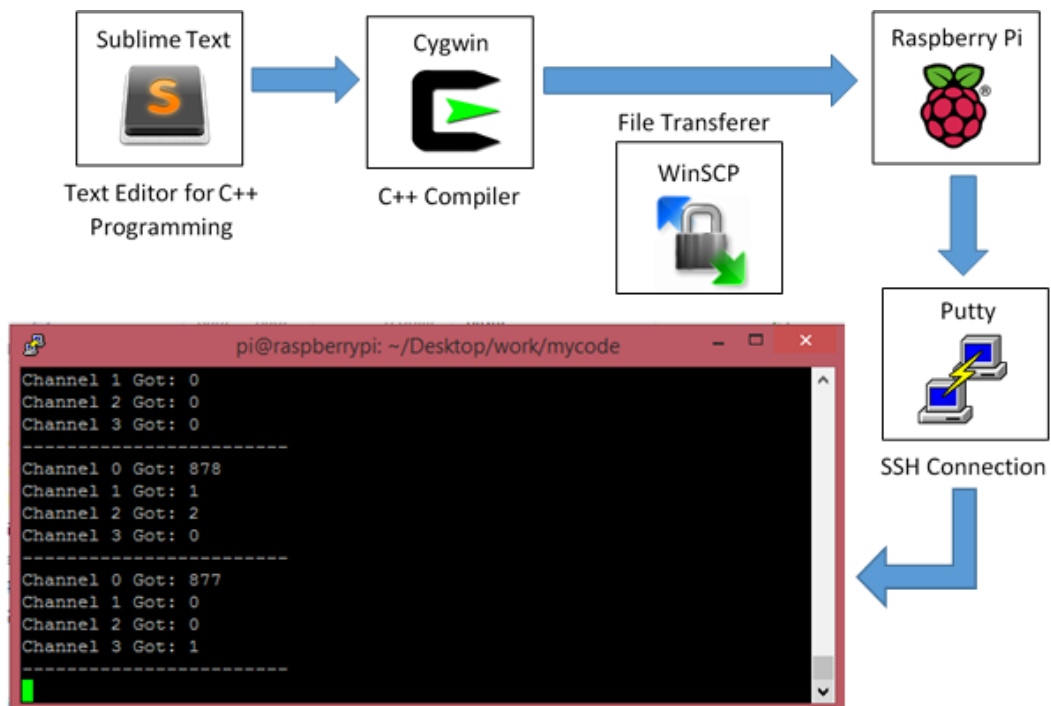 Sublime Text
Text Editor for C++
Programming
Cygwin
C++ Compiler
File Transferer
WinSCP
Raspberry Pi
®
Putty
SSH Connection
pi@raspberrypi: ~/Desktop/work/mycode
Channel 1 Got: 0
Channel 2 Got: 0
Channel 3 Got: 0
------------------------
Channel 0 Got: 878
Channel 1 Got: 1
Channel 2 Got: 2
Channel 3 Got: 0
------------------------
Channel 0 Got: 877
Channel 1 Got: 0
Channel 2 Got: 0
Channel 3 Got: 1
------------------------